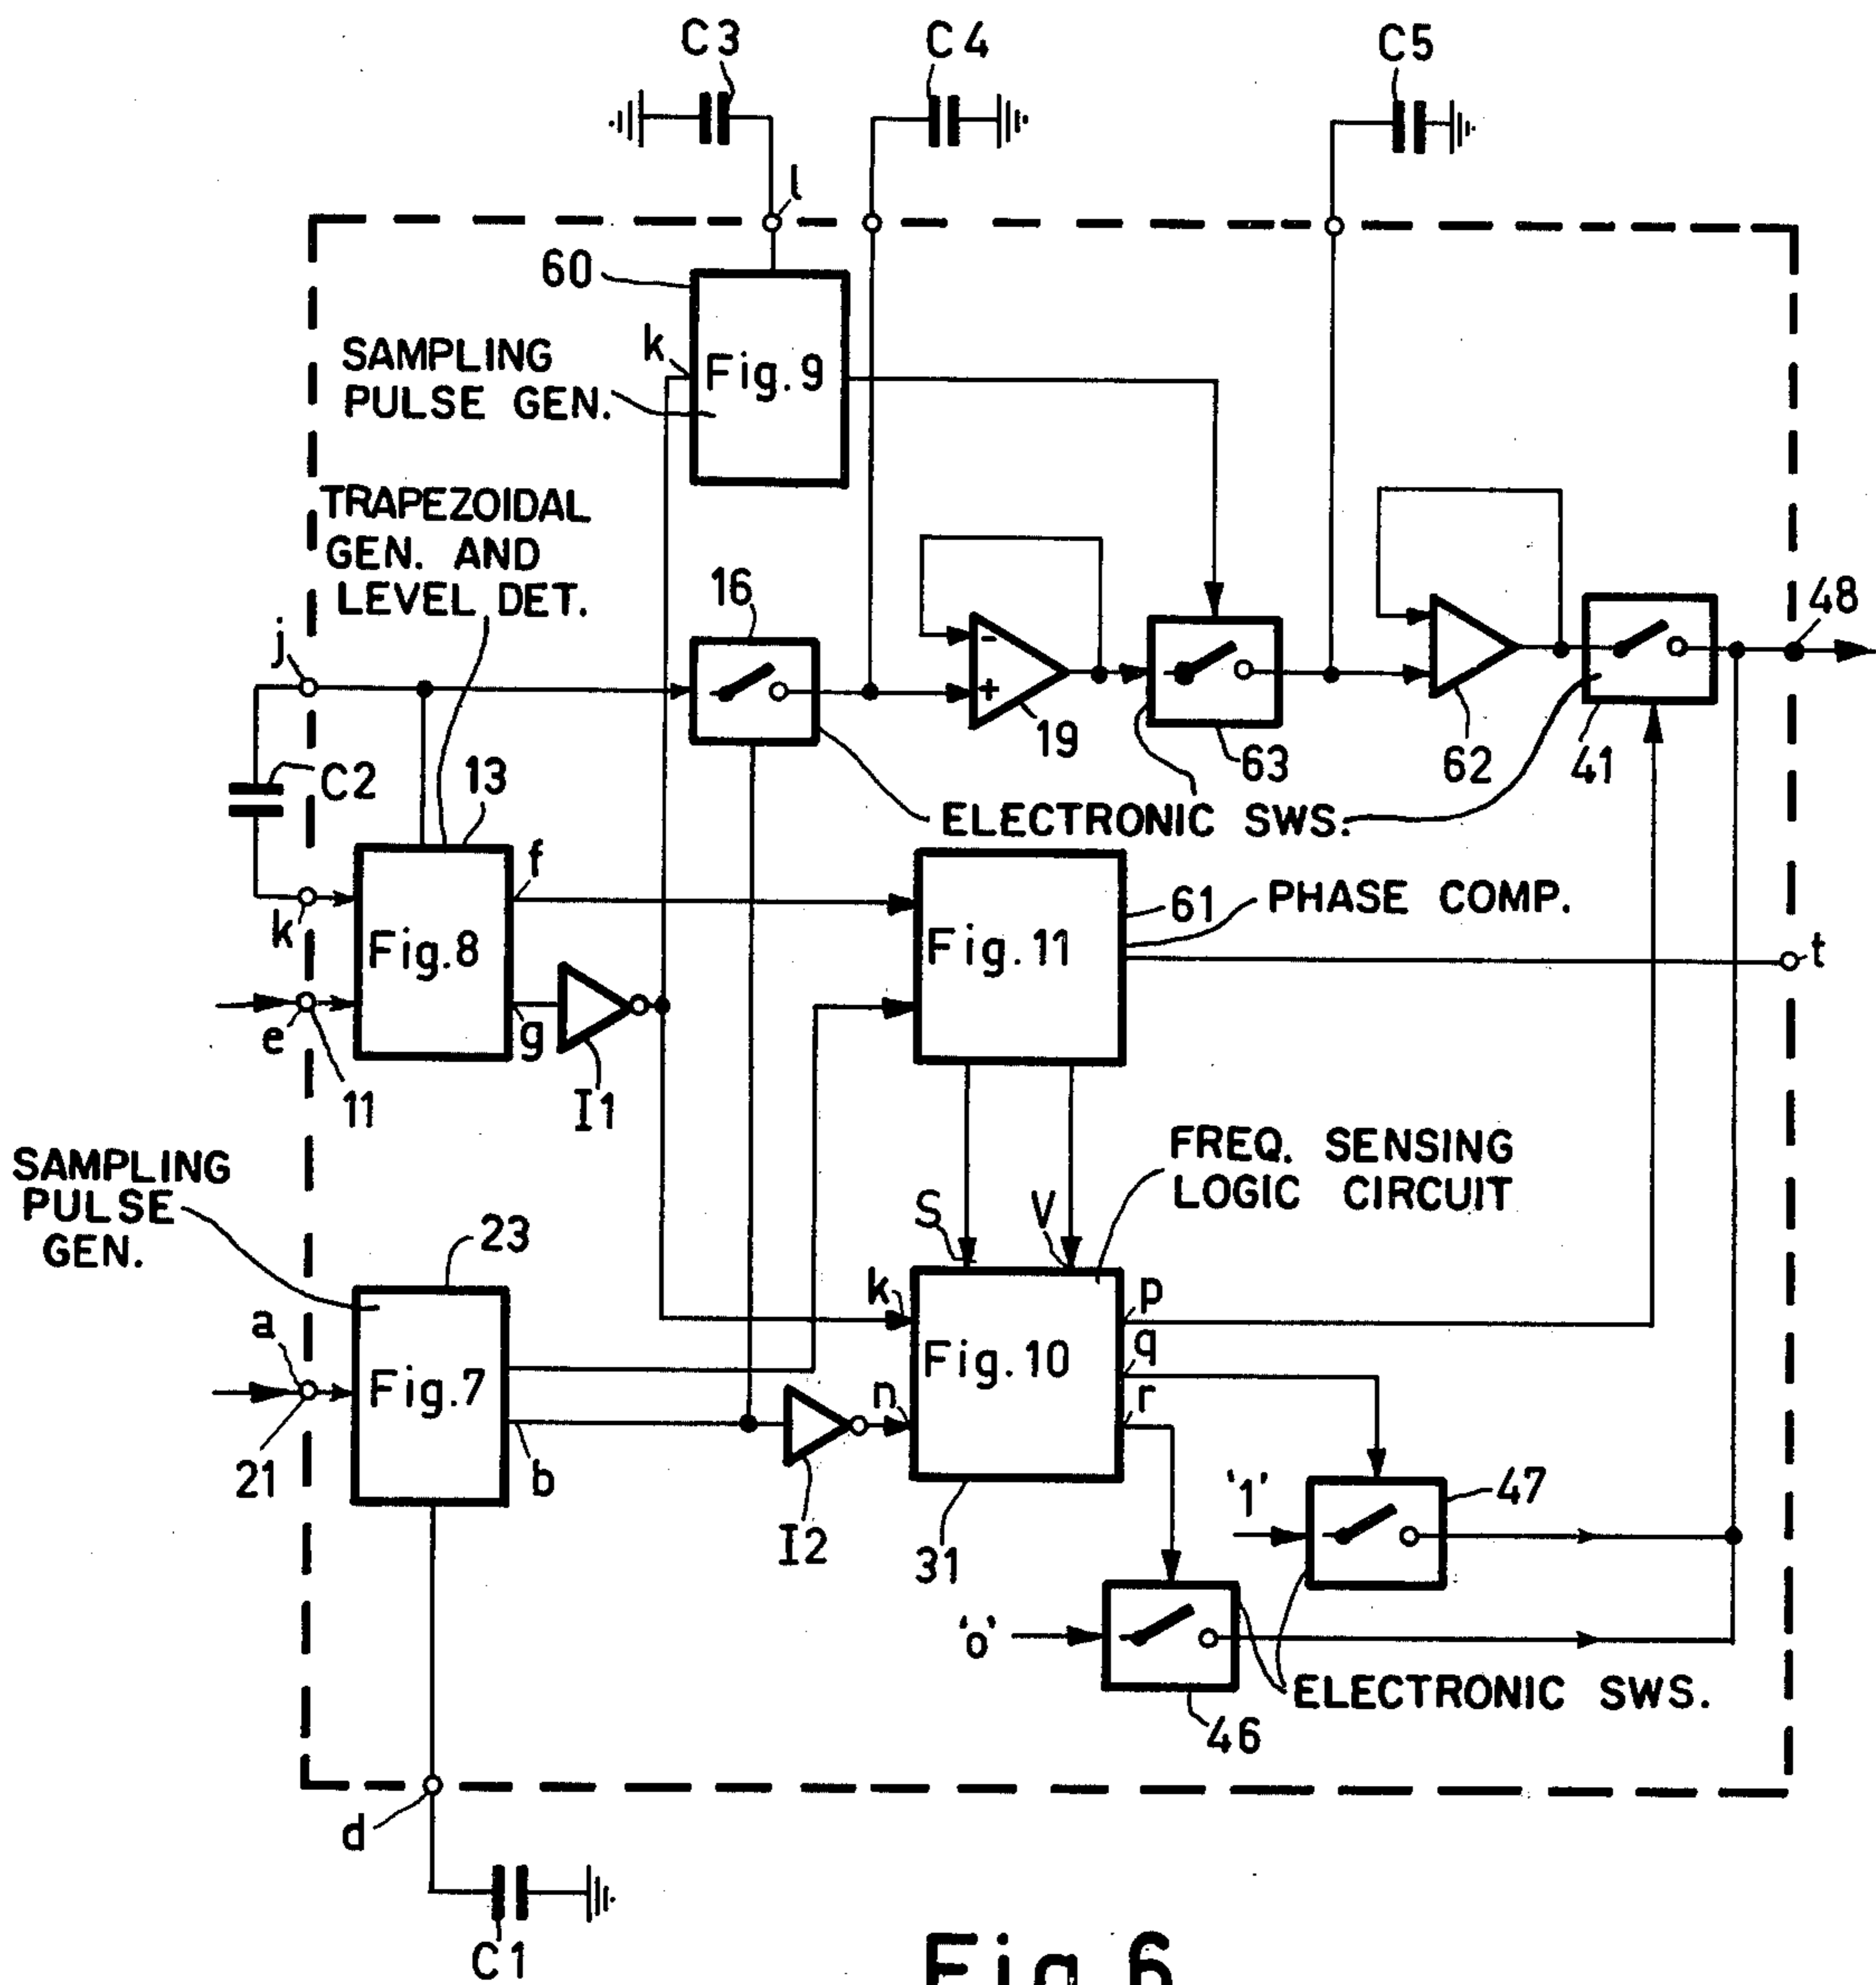 C3
C4
C5
l
60
k
SAMPLING
PULSE GEN.
Fig. 9
TRAPEZOIDAL
GEN. AND
LEVEL DET.
16
48
j
-
+
19
63
62
41
C2
13
ELECTRONIC SWS.
f
61
PHASE COMP.
k
Fig. 8
Fig. 11
t
e
g
11
I1
SAMPLING
PULSE
GEN.
FREQ. SENSING
LOGIC CIRCUIT
S
V
23
a
k
p
Fig. 7
Fig. 10
q
n
r
21
b
'1'
47
I2
31
'0'
ELECTRONIC SWS.
46
d
C1
Fig. 6